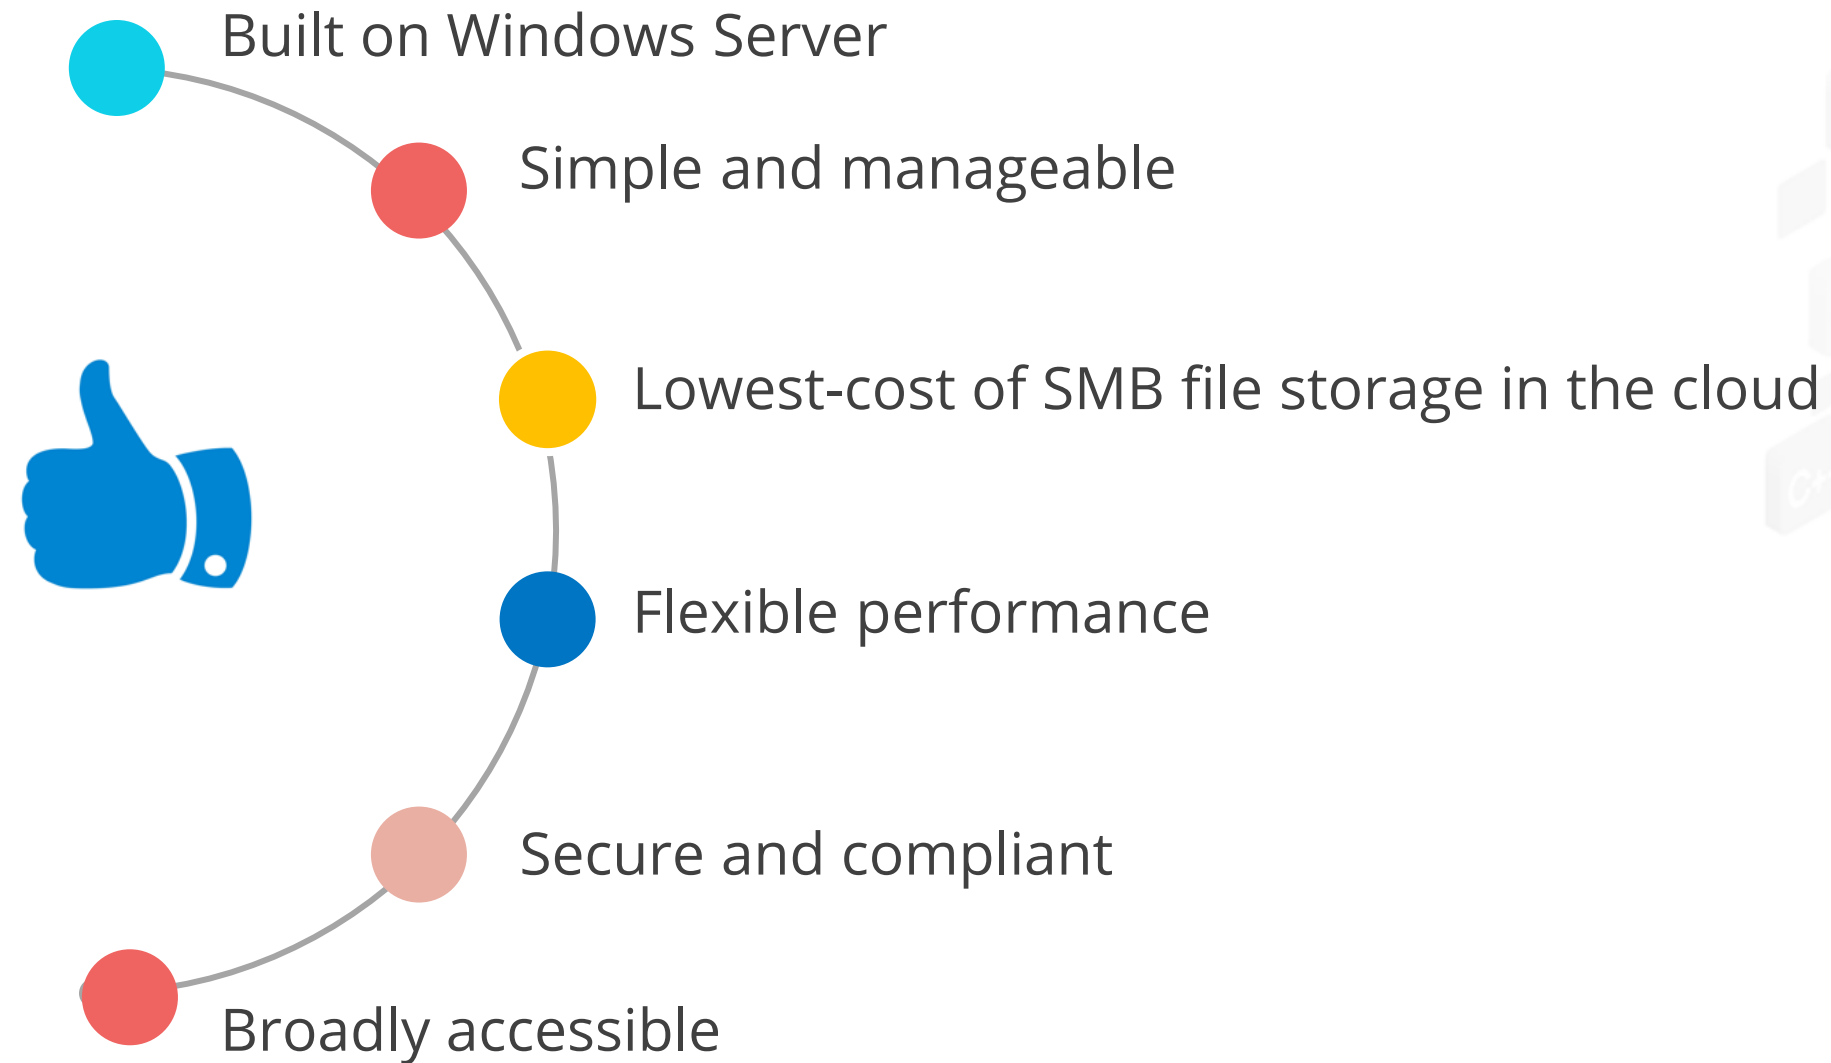 Built on Windows Server
Simple and manageable
Lowest-cost of SMB file storage in the cloud
Flexible performance
Secure and compliant
Broadly accessible